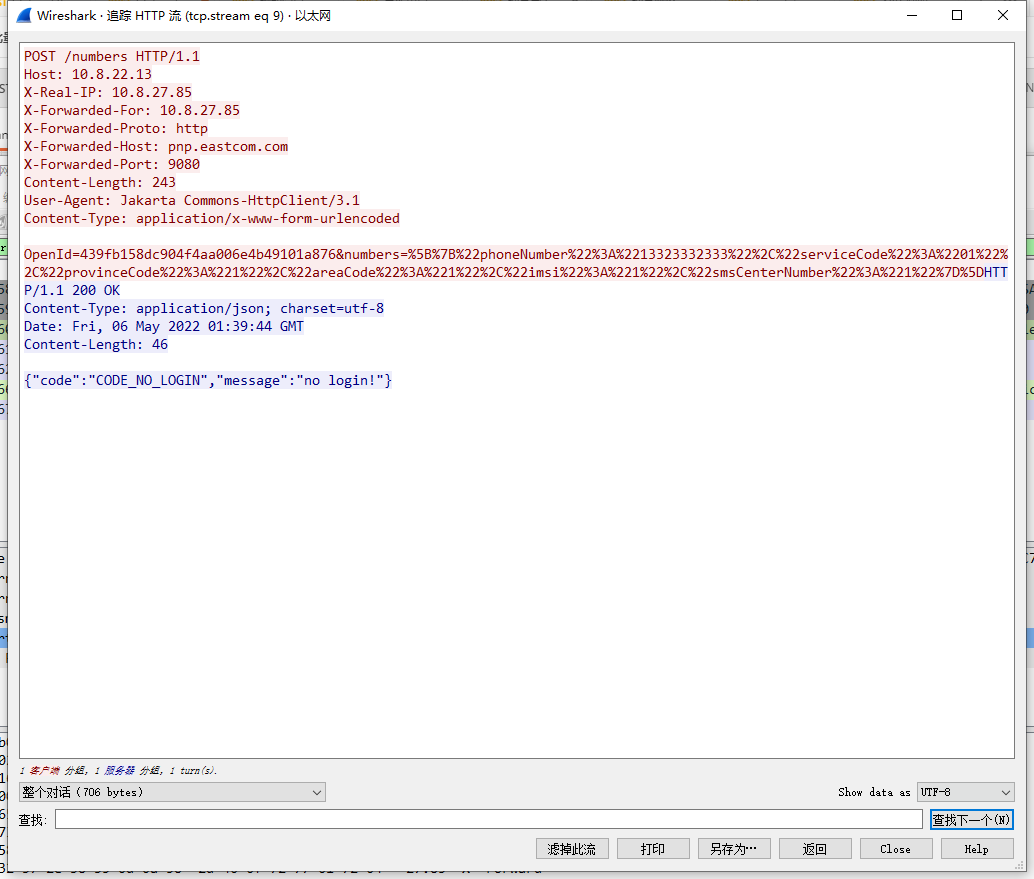 Wireshark · 追踪 HTTP 流 (tcp.stream eq 9) · 以太网
POST /numbers HTTP/1.1
Host: 10.8.22.13
X-Real-IP: 10.8.27.85
X-Forwarded-For: 10.8.27.85
X-Forwarded-Proto: http
X-Forwarded-Host: pnp.eastcom.com
X-Forwarded-Port: 9080
Content-Length: 243
User-Agent: Jakarta Commons-HttpClient/3.1
Content-Type: application/x-www-form-urlencoded
OpenId=439fb158dc904f4aa006e4b49101a876&numbers=%5B%7B%22phoneNumber%22%3A%2213323332333%22%2C%22serviceCode%22%3A%2201%22%
2C%22provinceCode%22%3A%221%22%2C%22areaCode%22%3A%221%22%2C%22imsi%22%3A%221%22%2C%22smsCenterNumber%22%3A%221%22%7D%5DHTT
P/1.1 200 OK
Content-Type: application/json; charset=utf-8
Date: Fri, 06 May 2022 01:39:44 GMT
Content-Length: 46
{"code":"CODE_NO_LOGIN","message":"no login!"}
1 客户端 分组, 1 服务器 分组, 1 turn(s).
整个对话 (706 bytes)
Show data as UTF-8
查找:
查找下一个(N)
滤掉此流 打印 另存为… 返回 Close Help